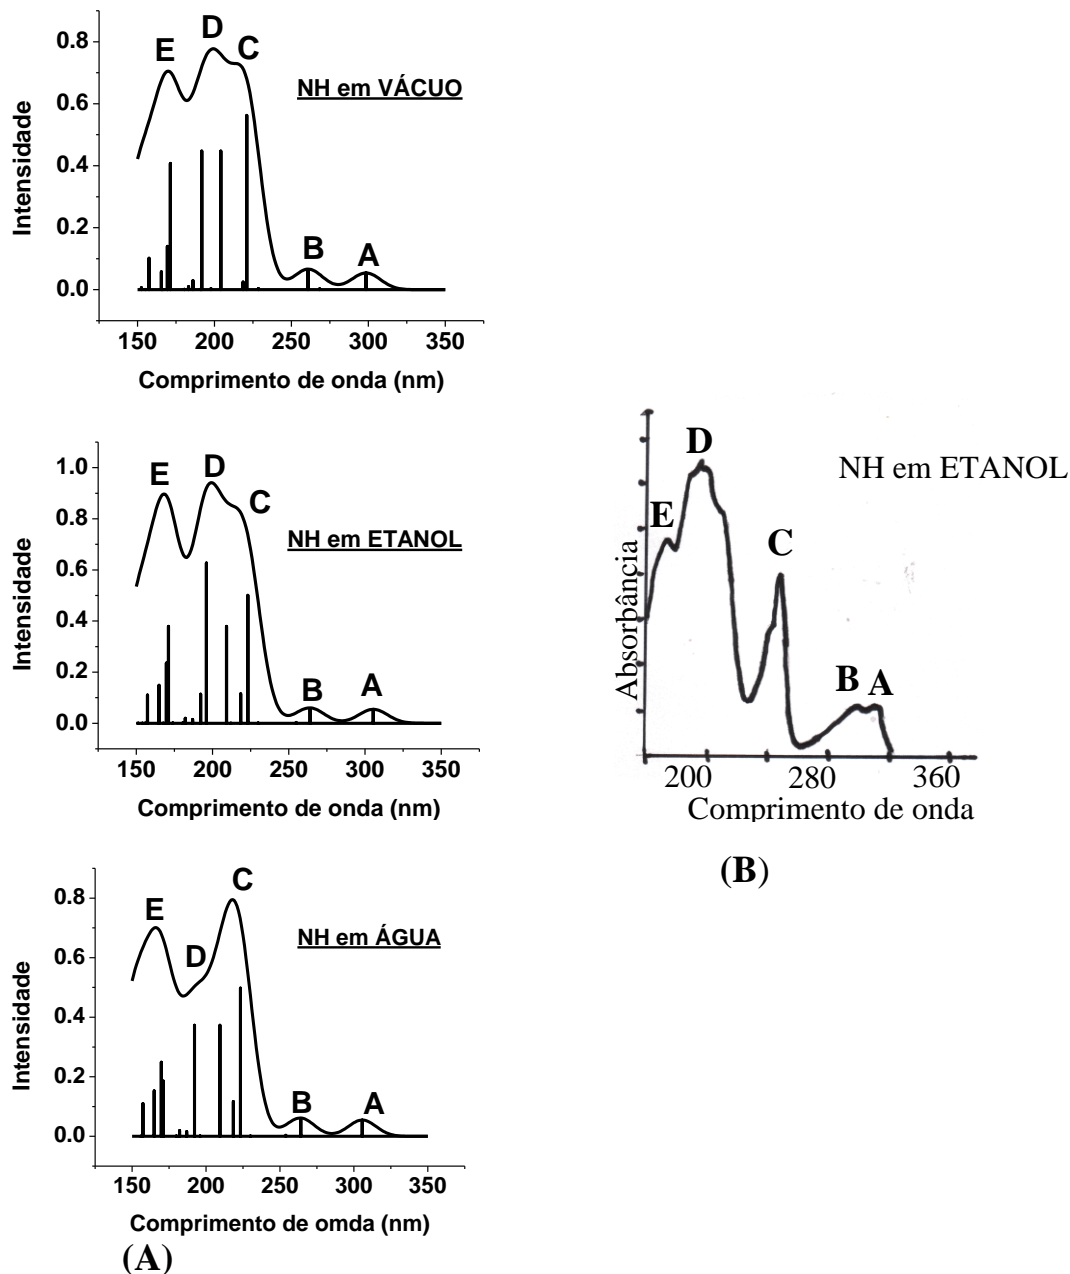 E
D
C
NH em VÁCUO
B
A
Intensidade
0.8
0.6
0.4
0.2
0.0
150 200 250 300 350
Comprimento de onda (nm)
E
D
C
NH em ETANOL
B
A
Intensidade
1.0
0.8
0.6
0.4
0.2
0.0
150 200 250 300 350
Comprimento de onda (nm)
D
NH em ETANOL
E
C
B
A
Absorbância
200 280 360
Comprimento de onda
(B)
C
E
D
NH em ÁGUA
B
A
Intensidade
0.8
0.6
0.4
0.2
0.0
150 200 250 300 350
Comprimento de omda (nm)
(A)